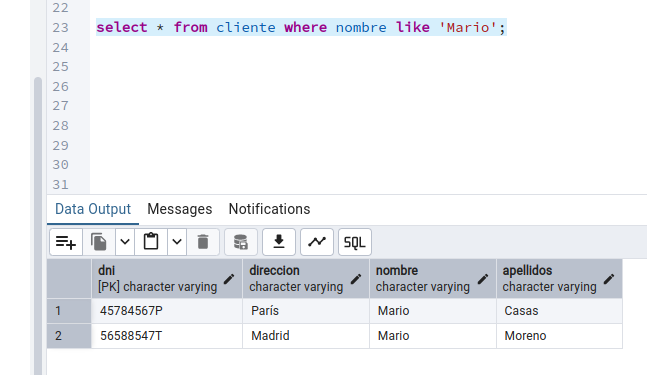 22
23 select * from cliente where nombre like 'Mario';
24
25
26
27
28
29
30
31
Data Output Messages Notifications
SQL
dni direccion nombre apellidos
[PK] character varying character varying character varying character varying
1 45784567P París Mario Casas
2 56588547T Madrid Mario Moreno